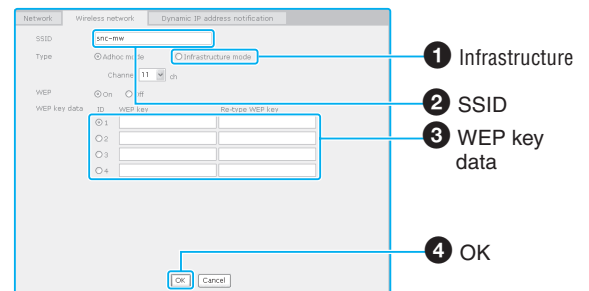 Network Wireless network Dynamic IP address notification
SSID snc-mw
Type Adhoc mode Infrastructure mode
Channel 11 ch
WEP On Off
WEP key data ID WEP key Re-type WEP key
1
2
3
4
OK Cancel
1 Infrastructure
2 SSID
3 WEP key
data
4 OK